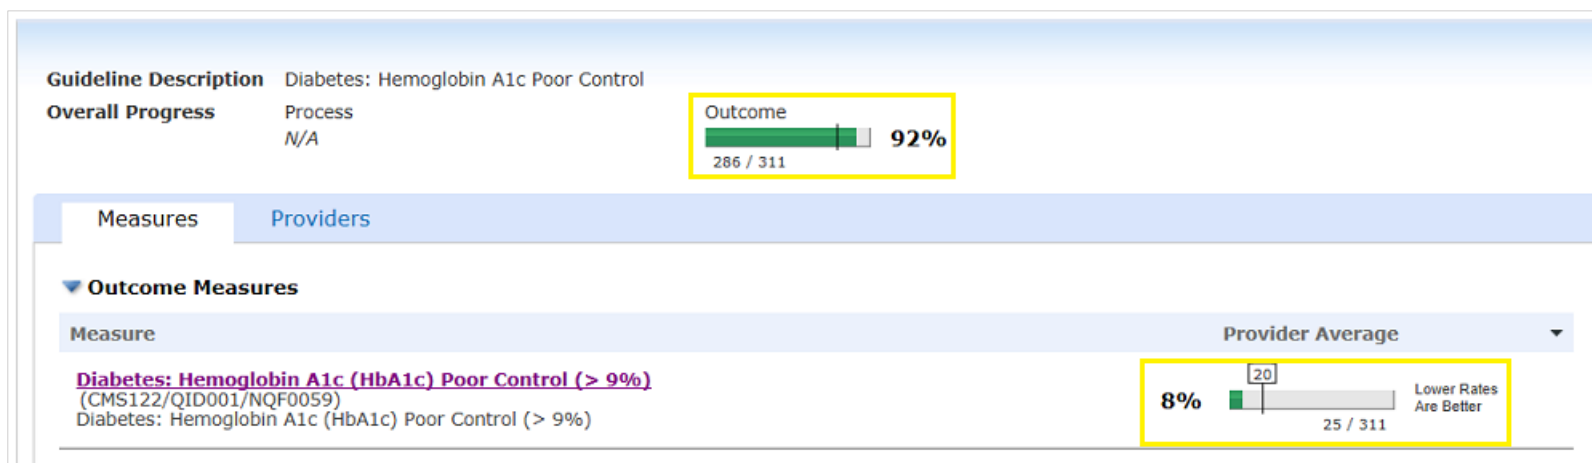 Guideline Description Diabetes: Hemoglobin A1c Poor Control
Overall Progress Process Outcome
N/A 92%
286 / 311
Measures Providers
Outcome Measures
Measure Provider Average
Diabetes: Hemoglobin A1c (HbA1c) Poor Control (> 9%)
(CMS122/QID001/NQF0059)
Diabetes: Hemoglobin A1c (HbA1c) Poor Control (> 9%)
20
8% Lower Rates
Are Better
25 / 311